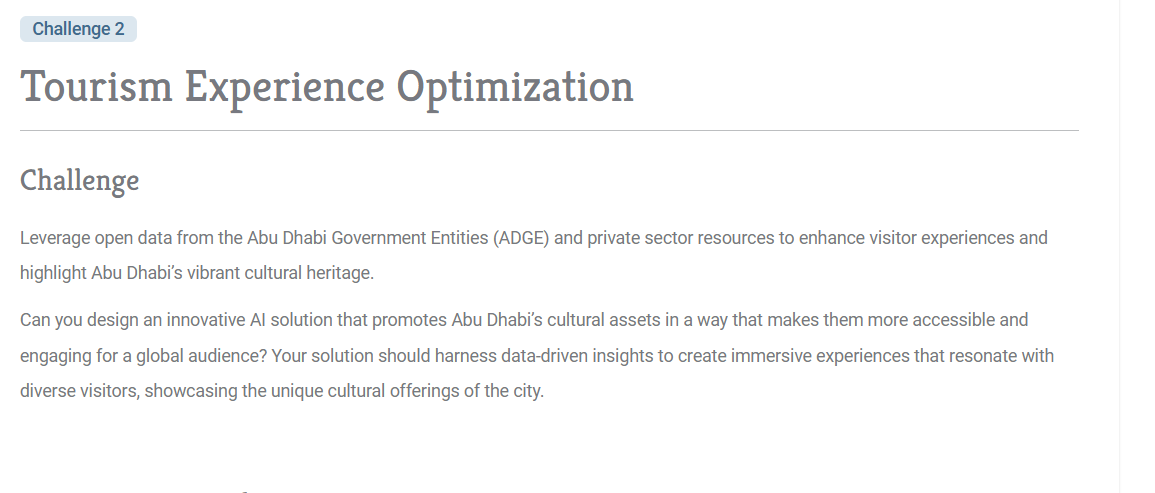 Challenge 2
Tourism Experience Optimization
Challenge
Leverage open data from the Abu Dhabi Government Entities (ADGE) and private sector resources to enhance visitor experiences and
highlight Abu Dhabi’s vibrant cultural heritage.
Can you design an innovative AI solution that promotes Abu Dhabi’s cultural assets in a way that makes them more accessible and
engaging for a global audience? Your solution should harness data-driven insights to create immersive experiences that resonate with
diverse visitors, showcasing the unique cultural offerings of the city.